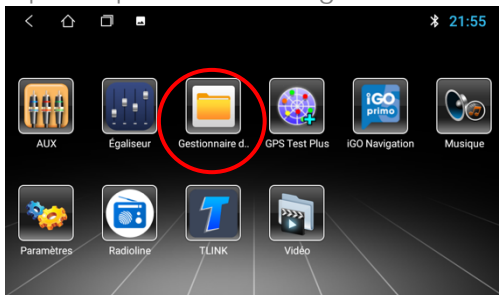 21:55
iGO
primo
AUX
Égaliseur
Gestionnaire d..
GPS Test Plus
iGO Navigation
Musique
Paramètres
Radioline
TLINK
Vidéo